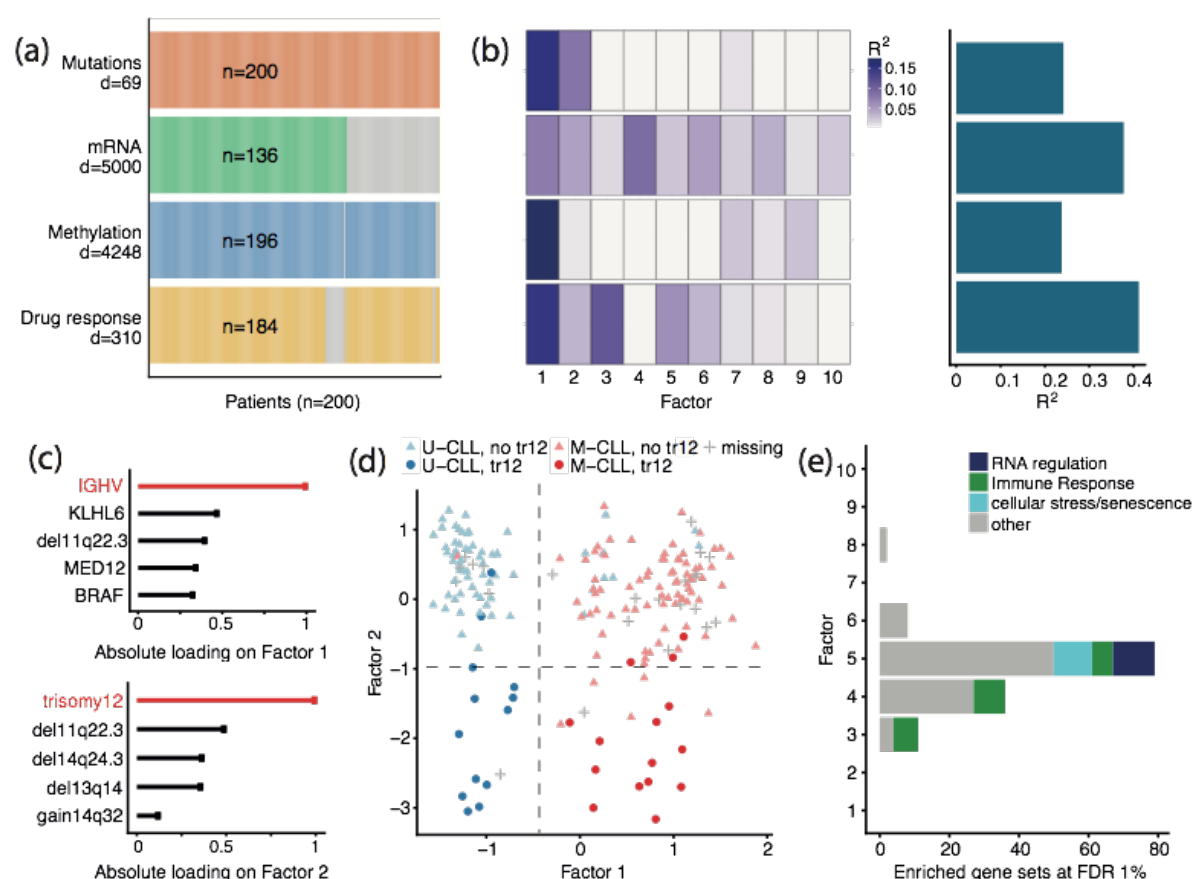 (a)
Mutations
d=69
n=200
mRNA
d=5000
n=136
Methylation
d=4248
n=196
Drug response
d=310
n=184
Patients (n=200)
(b)
R²
0.15
0.10
0.05
1 2 3 4 5 6 7 8 9 10
Factor
0 0.1 0.2 0.3 0.4
R²
(c)
IGHV
KLHL6
del11q22.3
MED12
BRAF
0 0.5 1
Absolute loading on Factor 1
trisomy12
del11q22.3
del14q24.3
del13q14
gain14q32
0 0.5 1
Absolute loading on Factor 2
(d)
U−CLL, no tr12 M−CLL, no tr12 missing
U−CLL, tr12 M−CLL, tr12
1
0
−1
−2
−3
Factor 2
−1 0 1 2
Factor 1
(e)
RNA regulation
Immune Response
cellular stress/senescence
other
10
9
8
7
6
5
4
3
2
1
Factor
0 20 40 60 80
Enriched gene sets at FDR 1%